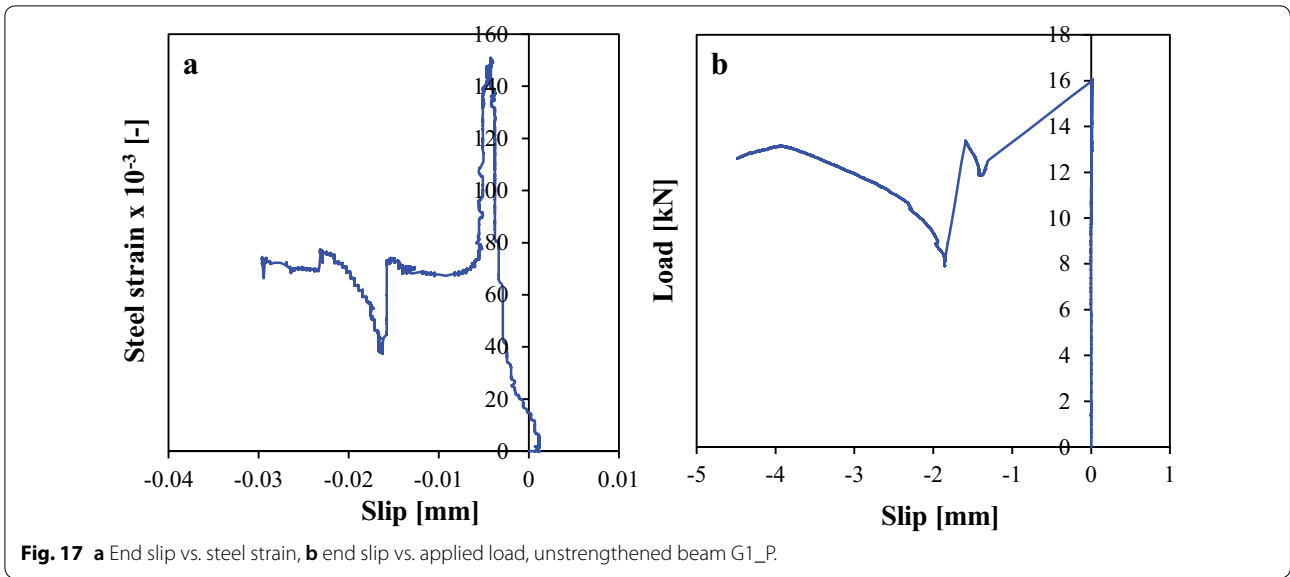 a
160
140
120
100
80
60
40
20
0
Steel strain x 10⁻³ [-]
-0.04 -0.03 -0.02 -0.01 0 0.01
Slip [mm]
b
18
16
14
12
10
8
6
4
2
0
Load [kN]
-5 -4 -3 -2 -1 0 1
Slip [mm]
Fig. 17 a End slip vs. steel strain, b end slip vs. applied load, unstrengthened beam G1_P.